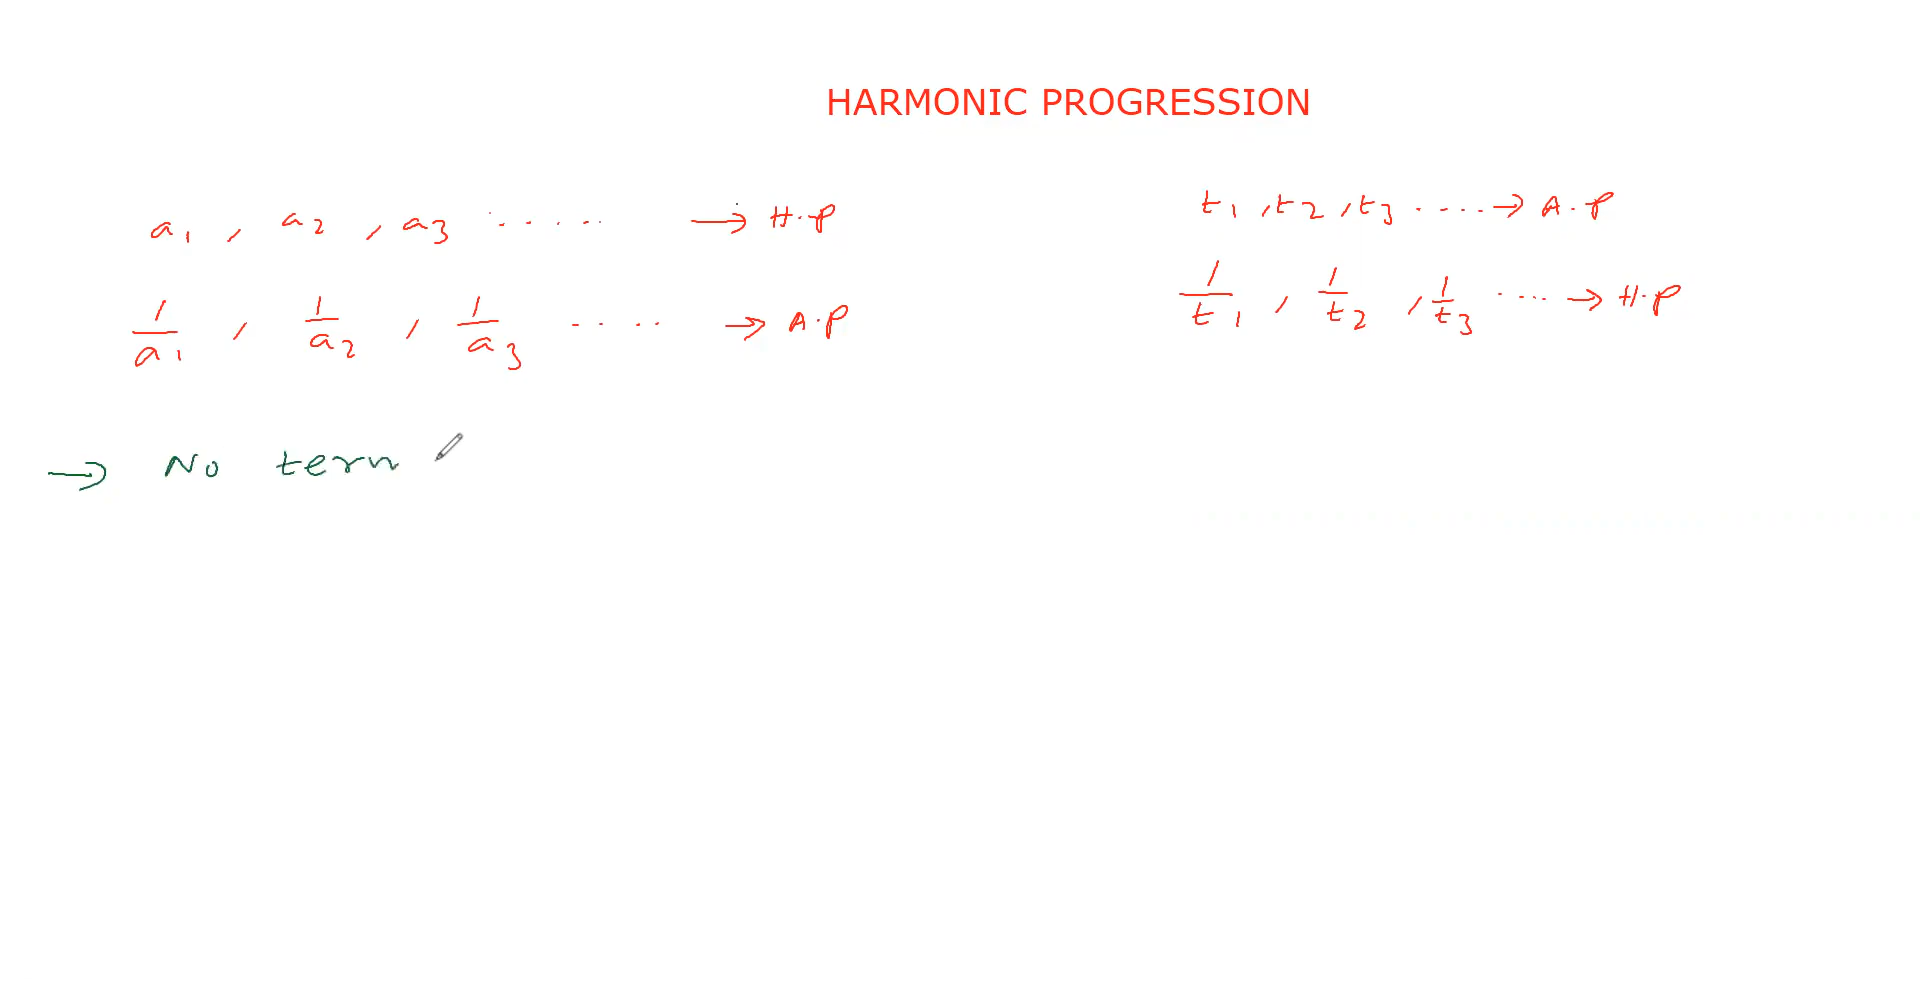 HARMONIC PROGRESSION
a1 , a2 , a3 ...... → H.P
1/a1 , 1/a2 , 1/a3 .... → A.P
t1 , t2 , t3 ..... → A.P
1/t1 , 1/t2 , 1/t3 .... → H.P
→ No term